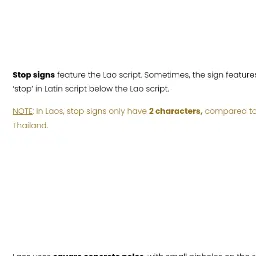 Stop signs feature the Lao script. Sometimes, the sign features
'stop' in Latin script below the Lao script.
NOTE: In Laos, stop signs only have 2 characters, compared to
Thailand.